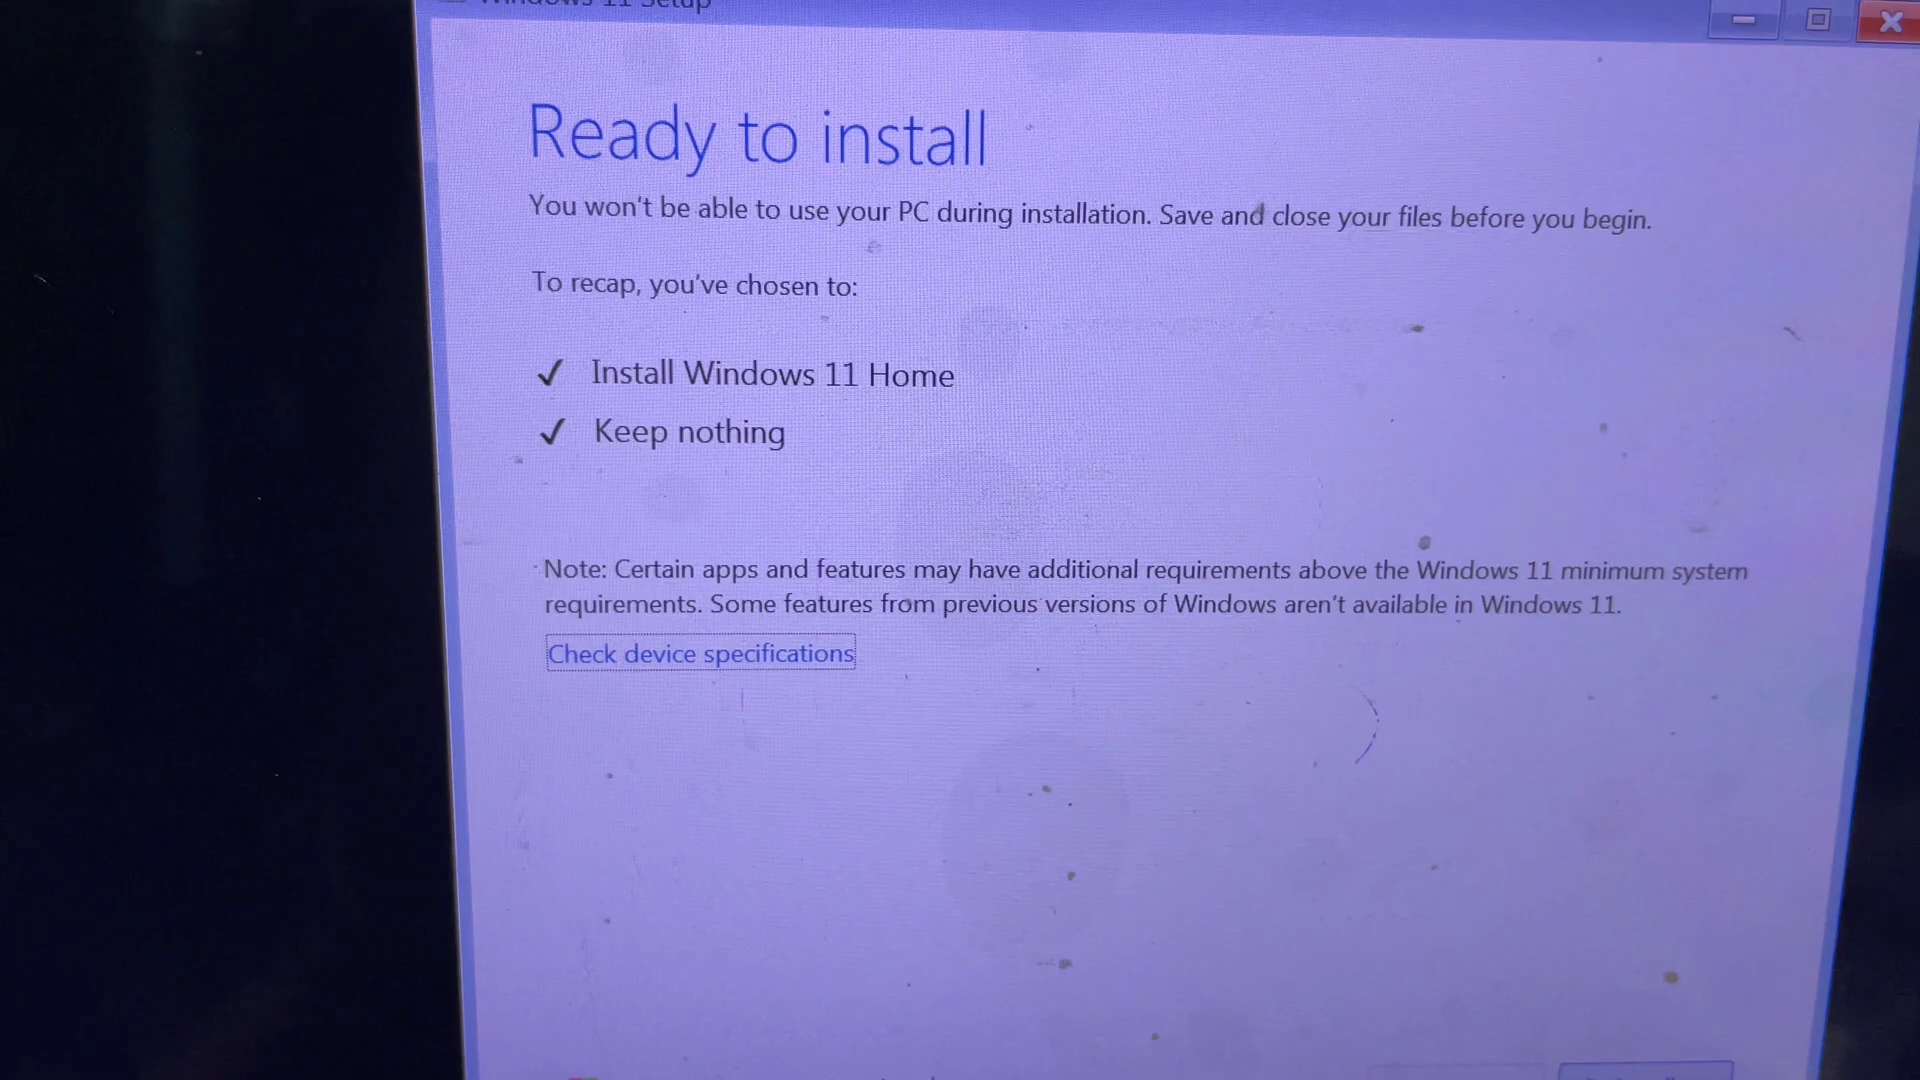 Windows 11 Setup
Ready to install
You won't be able to use your PC during installation. Save and close your files before you begin.
To recap, you've chosen to:
✓ Install Windows 11 Home
✓ Keep nothing
Note: Certain apps and features may have additional requirements above the Windows 11 minimum system
requirements. Some features from previous versions of Windows aren't available in Windows 11.
Check device specifications